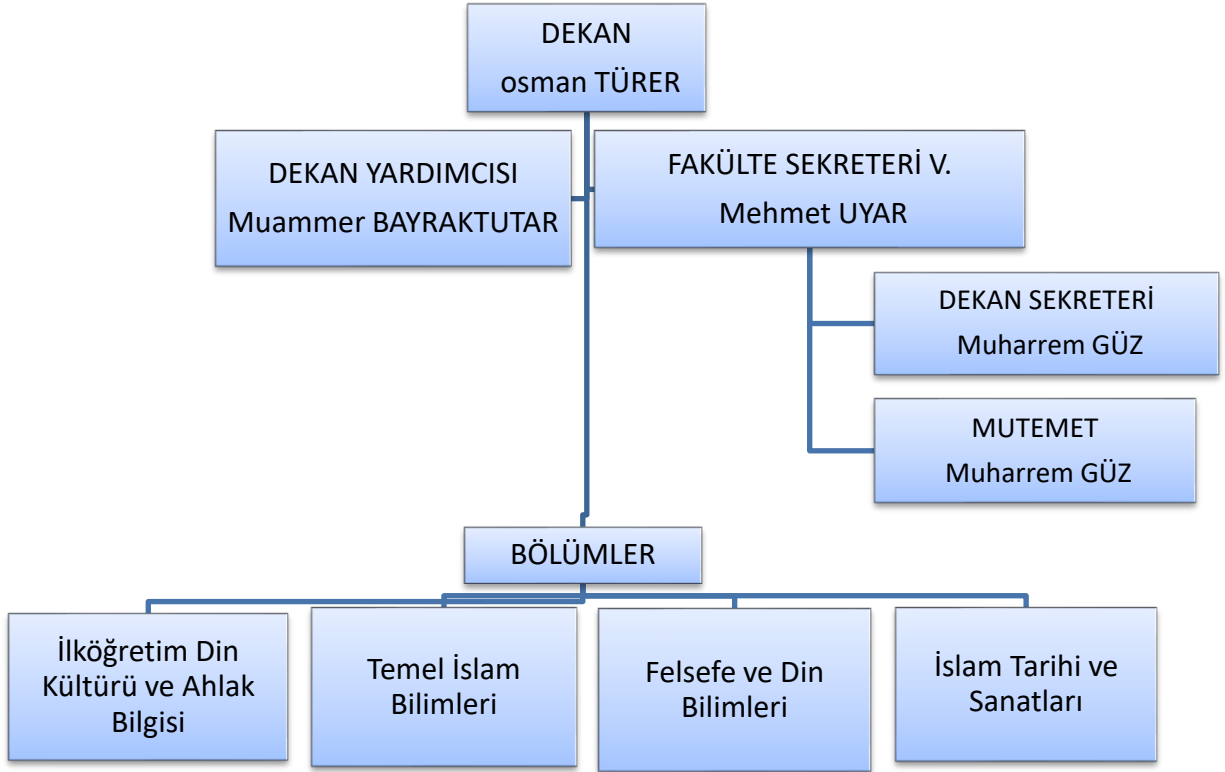 DEKAN
osman TÜRER
DEKAN YARDIMCISI
Muammer BAYRAKTUTAR
FAKÜLTE SEKRETERİ V.
Mehmet UYAR
DEKAN SEKRETERİ
Muharrem GÜZ
MUTEMET
Muharrem GÜZ
BÖLÜMLER
İlköğretim Din
Kültürü ve Ahlak
Bilgisi
Temel İslam
Bilimleri
Felsefe ve Din
Bilimleri
İslam Tarihi ve
Sanatları